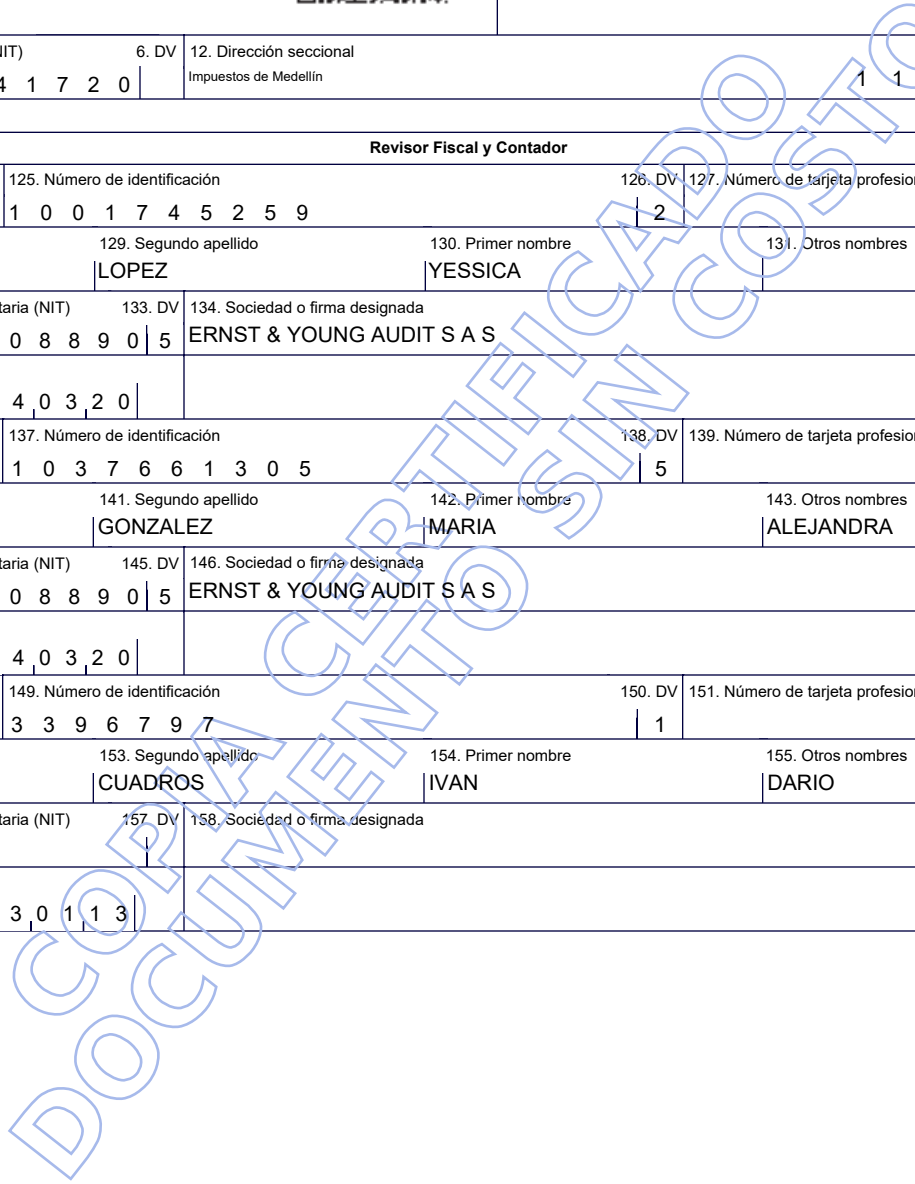 NIT) 6. DV 12. Dirección seccional
4 1 7 2 0 Impuestos de Medellín 1 1
Revisor Fiscal y Contador
125. Número de identificación 126. DV 127. Número de tarjeta profesion
1 0 0 1 7 4 5 2 5 9 2
129. Segundo apellido 130. Primer nombre 131. Otros nombres
LOPEZ YESSICA
taria (NIT) 133. DV 134. Sociedad o firma designada
0 8 8 9 0 5 ERNST & YOUNG AUDIT S A S
4 0 3 2 0
137. Número de identificación 138. DV 139. Número de tarjeta profesion
1 0 3 7 6 6 1 3 0 5 5
141. Segundo apellido 142. Primer nombre 143. Otros nombres
GONZALEZ MARIA ALEJANDRA
taria (NIT) 145. DV 146. Sociedad o firma designada
0 8 8 9 0 5 ERNST & YOUNG AUDIT S A S
4 0 3 2 0
149. Número de identificación 150. DV 151. Número de tarjeta profesion
3 3 9 6 7 9 7 1
153. Segundo apellido 154. Primer nombre 155. Otros nombres
CUADROS IVAN DARIO
taria (NIT) 157. DV 158. Sociedad o firma designada
3 0 1 1 3
COPIA CERTIFICADO
DOCUMENTO SIN COSTO